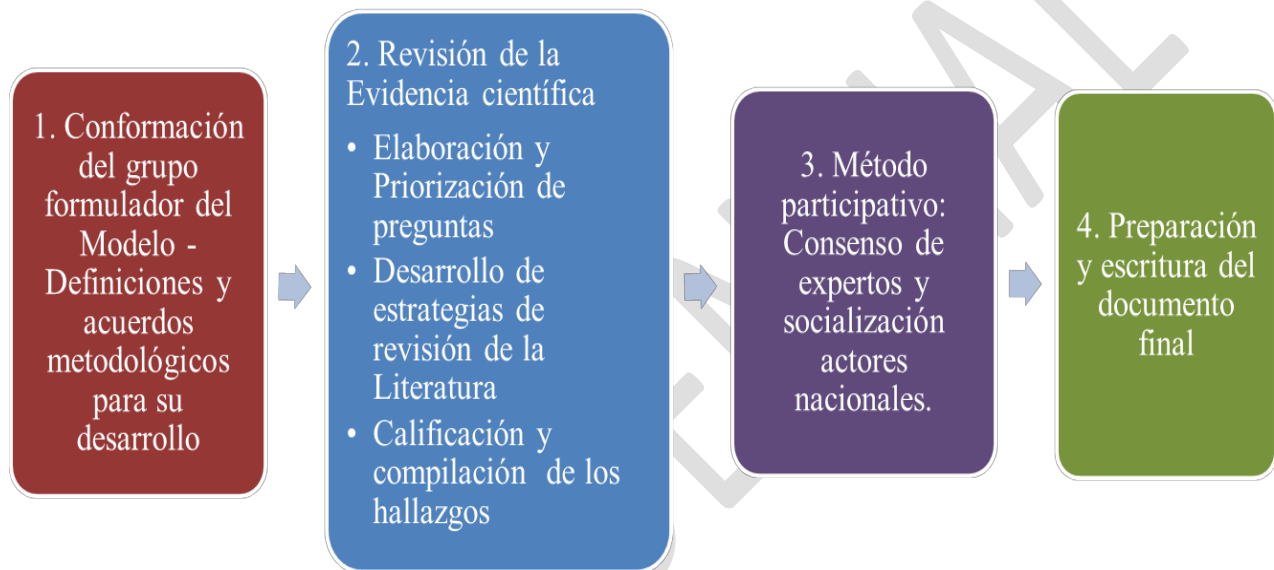 1. Conformación
del grupo
formulador del
Modelo -
Definiciones y
acuerdos
metodológicos
para su
desarrollo
2. Revisión de la
Evidencia científica
• Elaboración y
Priorización de
preguntas
• Desarrollo de
estrategias de
revisión de la
Literatura
• Calificación y
compilación de los
hallazgos
3. Método
participativo:
Consenso de
expertos y
socialización
actores
nacionales.
4. Preparación
y escritura del
documento
final